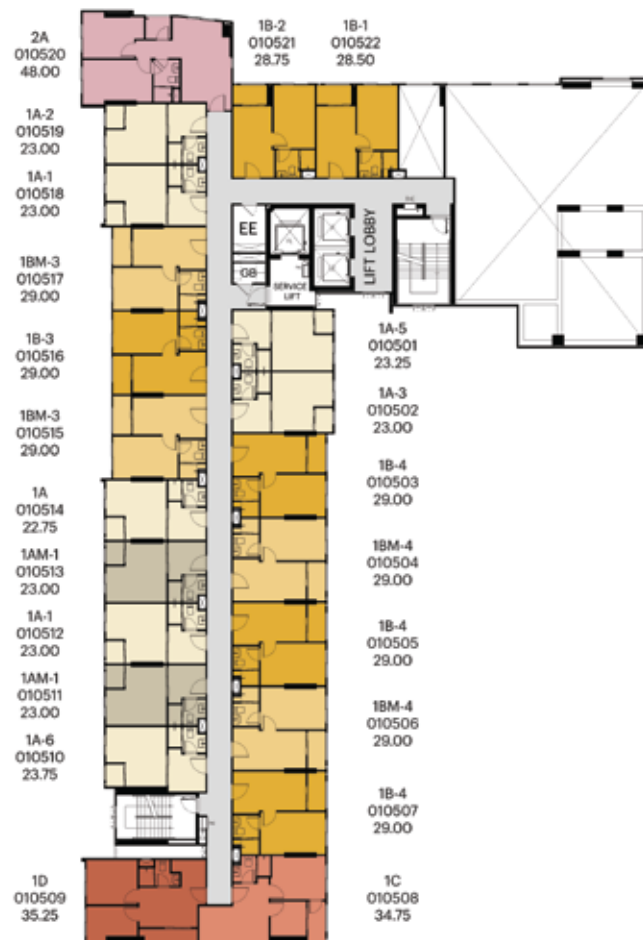 2A
010520
48.00
1B-2
010521
28.75
1B-1
010522
28.50
1A-2
010519
23.00
1A-1
010518
23.00
1BM-3
010517
29.00
1B-3
010516
29.00
1BM-3
010515
29.00
1A
010514
22.75
1AM-1
010513
23.00
1A-1
010512
23.00
1AM-1
010511
23.00
1A-6
010510
23.75
1D
010509
35.25
EE
GB
SERVICE
LIFT
LIFT LOBBY
1A-5
010501
23.25
1A-3
010502
23.00
1B-4
010503
29.00
1BM-4
010504
29.00
1B-4
010505
29.00
1BM-4
010506
29.00
1B-4
010507
29.00
1C
010508
34.75